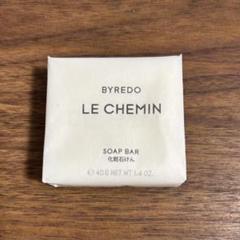 BYREDO
LE CHEMIN
SOAP BAR
化粧石けん
℮ 40 G NET WT 1.4 OZ.